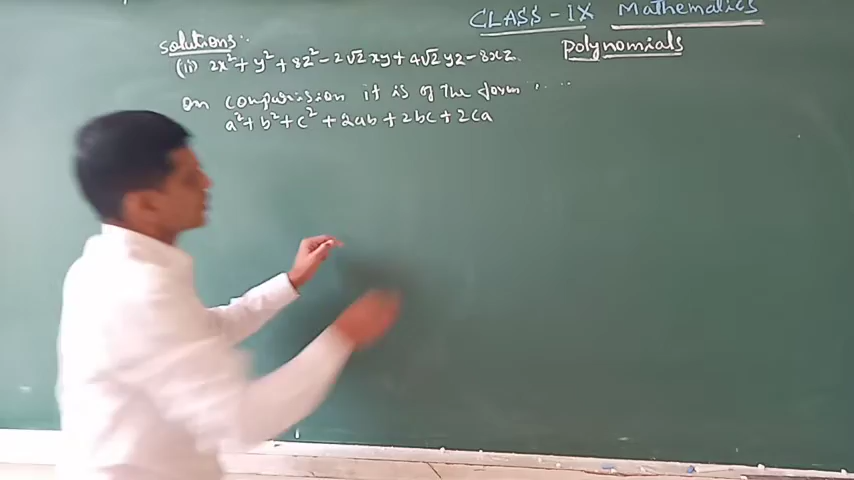 CLASS - IX Mathematics
Solutions:
Polynomials
(ii) 2x² + y² + 8z² - 2√2 xy + 4√2 yz - 8xz.
on comparision it is of the form ....
a² + b² + c² + 2ab + 2bc + 2ca